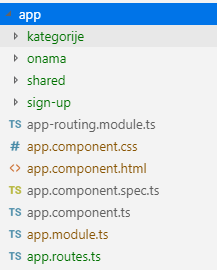 app
kategorije
onama
shared
sign-up
TS app-routing.module.ts
# app.component.css
<> app.component.html
TS app.component.spec.ts
TS app.component.ts
TS app.module.ts
TS app.routes.ts